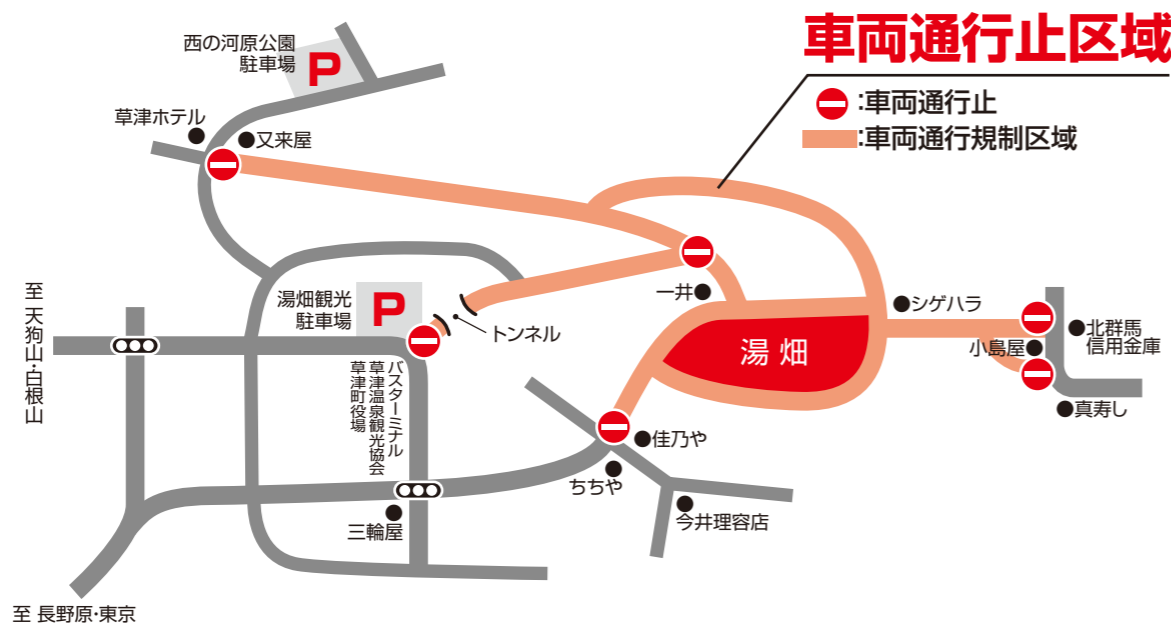 車両通行止区域
:車両通行止
:車両通行規制区域
西の河原公園
駐車場
P
草津ホテル
又来屋
至 天狗山・白根山
湯畑観光
駐車場
P
トンネル
一井
シゲハラ
湯畑
小島屋
北群馬
信用金庫
真寿し
バスターミナル
草津温泉観光協会
草津町役場
佳乃や
ちちや
今井理容店
三輪屋
至 長野原・東京